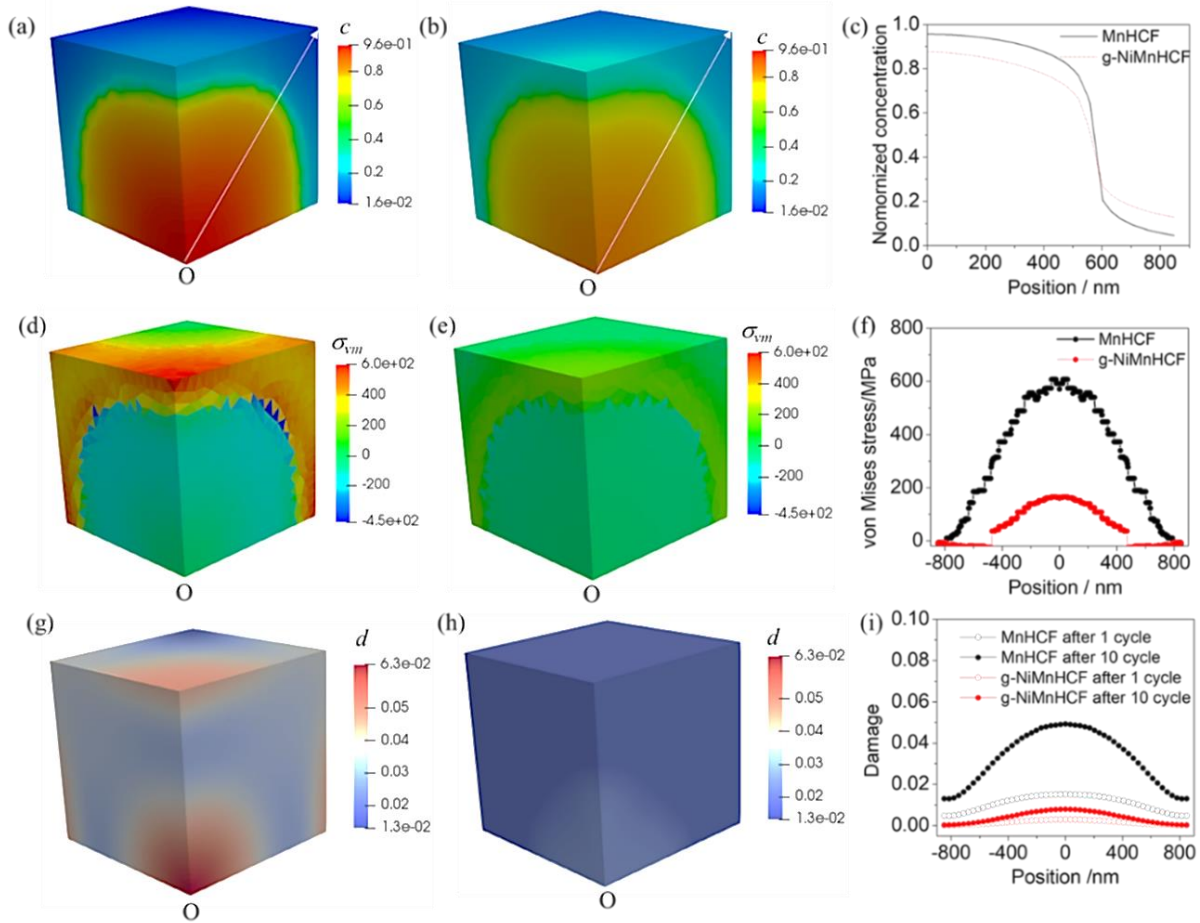 (a)
c
9.6e-01
0.8
0.6
0.4
0.2
1.6e-02
O
(b)
c
9.6e-01
0.8
0.6
0.4
0.2
1.6e-02
O
(c)
MnHCF
g-NiMnHCF
Nomornized concentration
1.0
0.8
0.6
0.4
0.2
0.0
0 200 400 600 800
Position / nm
(d)
σvm
6.0e+02
400
200
0
-200
-4.5e+02
O
(e)
σvm
6.0e+02
400
200
0
-200
-4.5e+02
O
(f)
MnHCF
g-NiMnHCF
von Mises stress/MPa
800
600
400
200
0
-800 -400 0 400 800
Position / nm
(g)
d
6.3e-02
0.05
0.04
0.03
0.02
1.3e-02
O
(h)
d
6.3e-02
0.05
0.04
0.03
0.02
1.3e-02
O
(i)
MnHCF after 1 cycle
MnHCF after 10 cycle
g-NiMnHCF after 1 cycle
g-NiMnHCF after 10 cycle
Damage
0.10
0.08
0.06
0.04
0.02
0.00
-800 -400 0 400 800
Position /nm